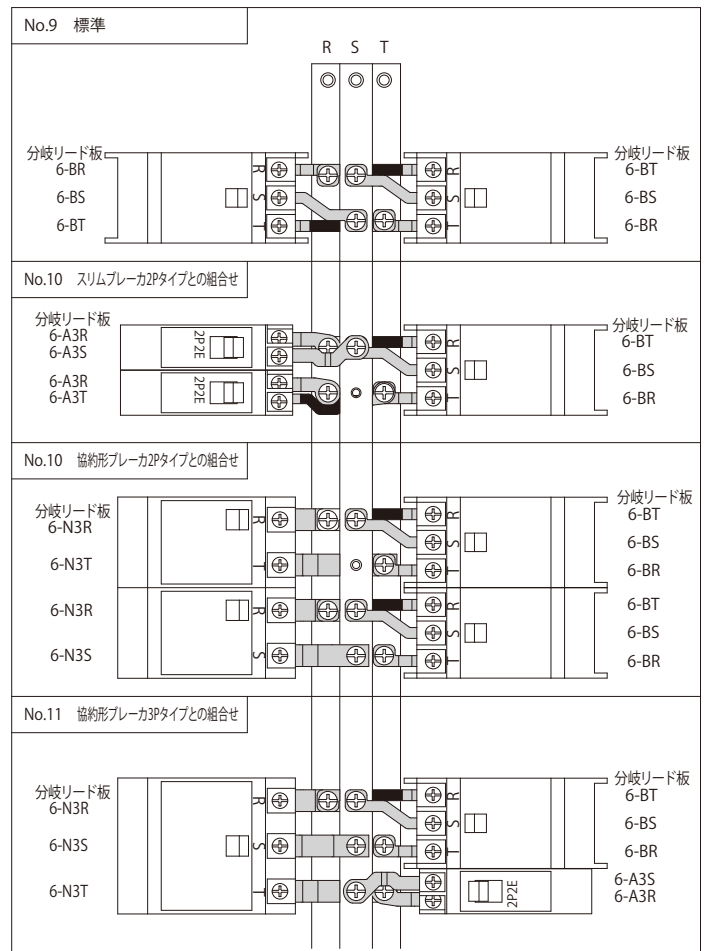 No.9 標準
R S T
分岐リード板
6-BR
6-BS
6-BT
R
S
T
R
S
T
分岐リード板
6-BT
6-BS
6-BR
No.10 スリムブレーカ2Pタイプとの組合せ
分岐リード板
6-A3R
6-A3S
6-A3R
6-A3T
2P2E
2P2E
R
S
T
分岐リード板
6-BT
6-BS
6-BR
No.10 協約形ブレーカ2Pタイプとの組合せ
分岐リード板
6-N3R
6-N3T
6-N3R
6-N3S
R
T
R
S
R
S
T
R
S
T
分岐リード板
6-BT
6-BS
6-BR
6-BT
6-BS
6-BR
No.11 協約形ブレーカ3Pタイプとの組合せ
分岐リード板
6-N3R
6-N3S
6-N3T
R
S
T
R
S
T
2P2E
分岐リード板
6-BT
6-BS
6-BR
6-A3S
6-A3R